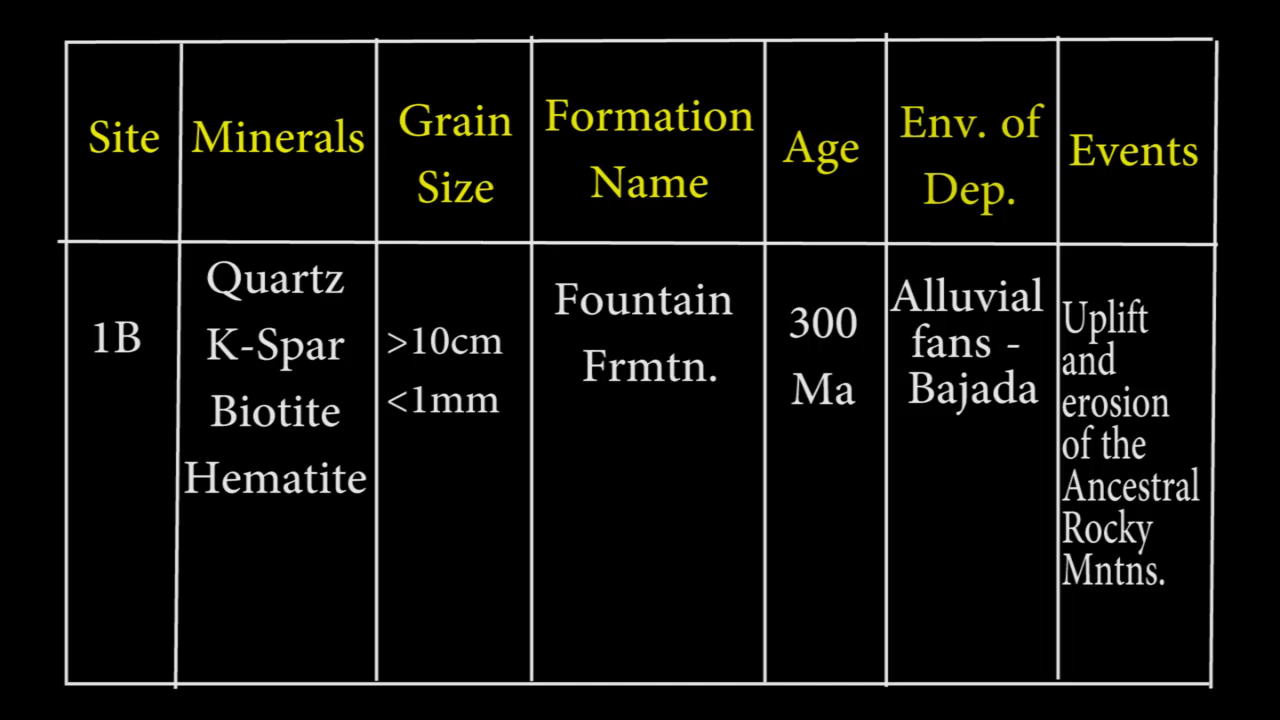 Site
Minerals
Grain
Size
Formation
Name
Age
Env. of
Dep.
Events
1B
Quartz
K-Spar
Biotite
Hematite
>10cm
<1mm
Fountain
Frmtn.
300
Ma
Alluvial
fans -
Bajada
Uplift
and
erosion
of the
Ancestral
Rocky
Mntns.